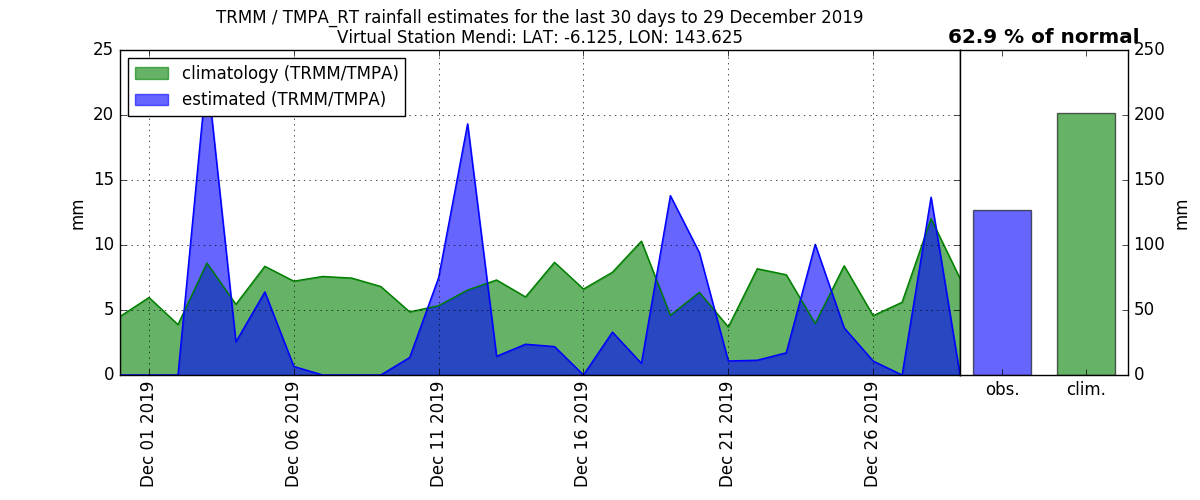 TRMM / TMPA_RT rainfall estimates for the last 30 days to 29 December 2019
Virtual Station Mendi: LAT: -6.125, LON: 143.625
62.9 % of normal
climatology (TRMM/TMPA)
estimated (TRMM/TMPA)
25
20
15
10
5
0
mm
Dec 01 2019
Dec 06 2019
Dec 11 2019
Dec 16 2019
Dec 21 2019
Dec 26 2019
obs.
clim.
250
200
150
100
50
0
mm